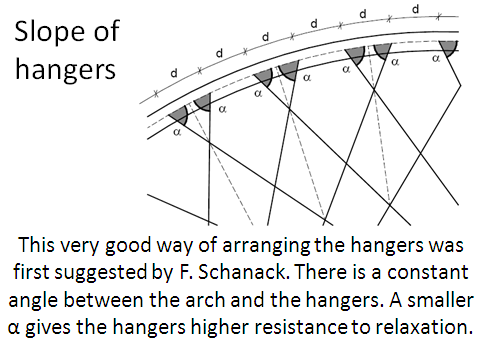 Slope of
hangers
d
d
d
d
d
d
α
α
α
α
α
α
α
This very good way of arranging the hangers was
first suggested by F. Schanack. There is a constant
angle between the arch and the hangers. A smaller
α gives the hangers higher resistance to relaxation.